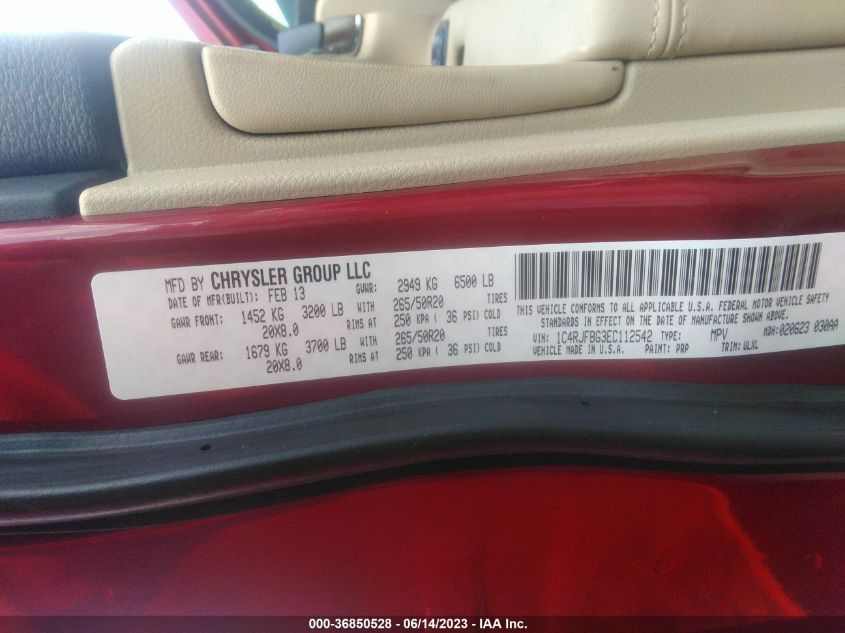 MFD BY CHRYSLER GROUP LLC
DATE OF MFR(BUILT): FEB 13 GVWR: 2949 KG 6500 LB
GAWR FRONT: 1452 KG 3200 LB WITH 265/50R20 TIRES
20X8.0 RIMS AT 250 KPA ( 36 PSI) COLD
GAWR REAR: 1679 KG 3700 LB WITH 265/50R20 TIRES
20X8.0 RIMS AT 250 KPA ( 36 PSI) COLD
THIS VEHICLE CONFORMS TO ALL APPLICABLE U.S.A. FEDERAL MOTOR VEHICLE SAFETY
STANDARDS IN EFFECT ON THE DATE OF MANUFACTURE SHOWN ABOVE.
VIN: 1C4RJFBG3EC112542 TYPE: MPV MDH:020623 030AA
VEHICLE MADE IN U.S.A. PAINT: PRP TRIM: ULXL
000-36850528 - 06/14/2023 - IAA Inc.